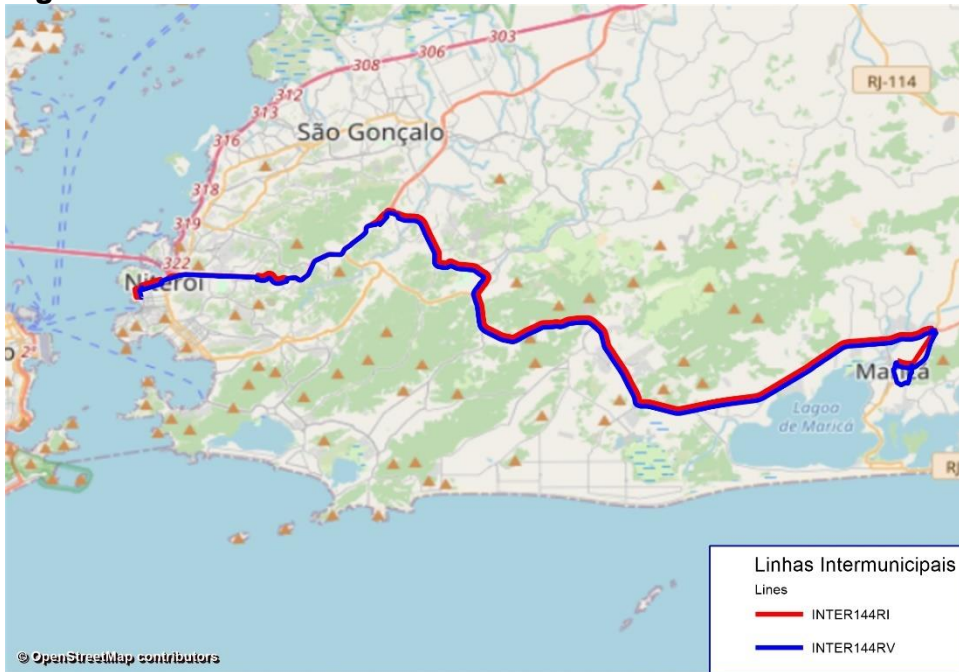 303
306
308
312
313
316
318
319
322
RJ-114
São Gonçalo
Niterói
Maricá
Lagoa
de Maricá
Linhas Intermunicipais
Lines
INTER144RI
INTER144RV
© OpenStreetMap contributors